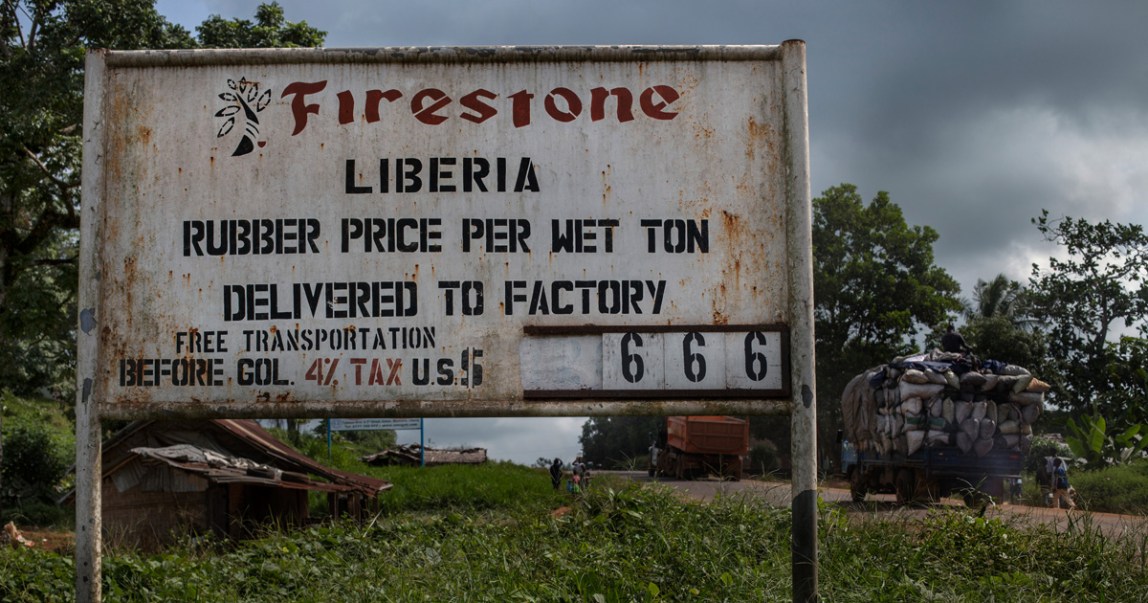 Firestone
LIBERIA
RUBBER PRICE PER WET TON
DELIVERED TO FACTORY
FREE TRANSPORTATION
BEFORE GOL. 4% TAX U.S.$ 666